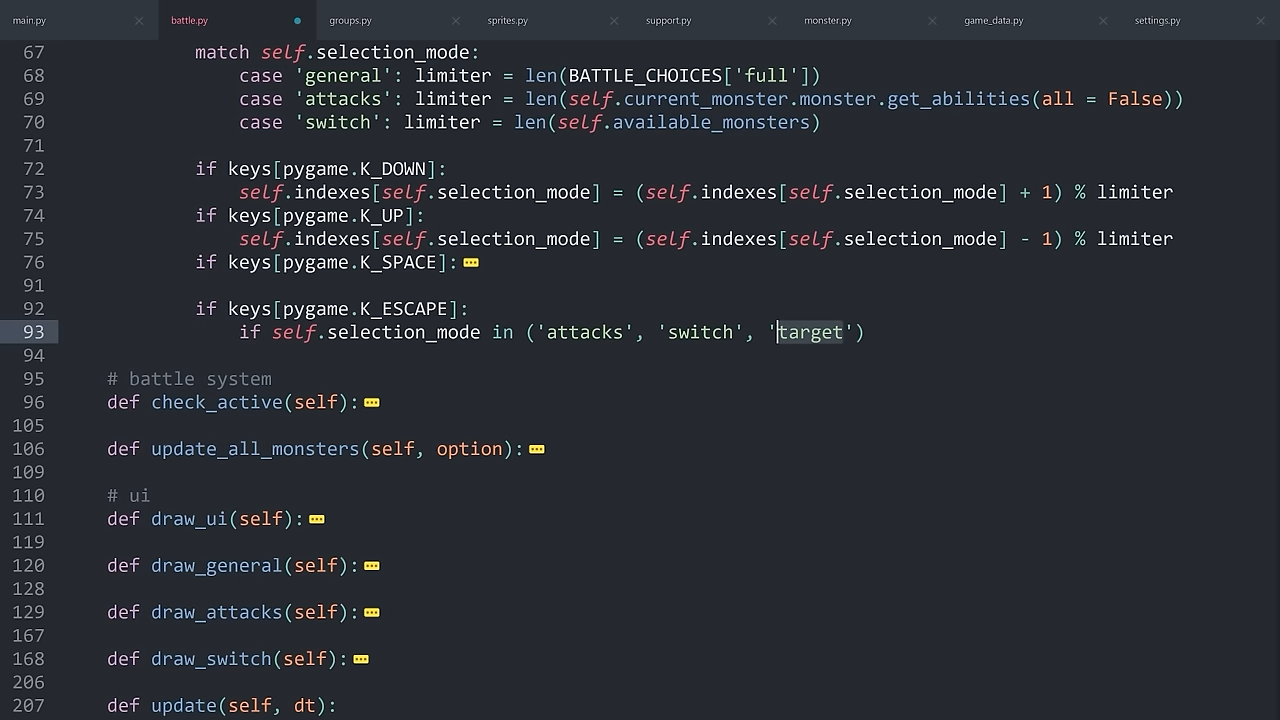 main.py battle.py groups.py sprites.py support.py monster.py game_data.py settings.py
67 match self.selection_mode:
68 case 'general': limiter = len(BATTLE_CHOICES['full'])
69 case 'attacks': limiter = len(self.current_monster.monster.get_abilities(all = False))
70 case 'switch': limiter = len(self.available_monsters)
71
72 if keys[pygame.K_DOWN]:
73 self.indexes[self.selection_mode] = (self.indexes[self.selection_mode] + 1) % limiter
74 if keys[pygame.K_UP]:
75 self.indexes[self.selection_mode] = (self.indexes[self.selection_mode] - 1) % limiter
76 if keys[pygame.K_SPACE]:
91
92 if keys[pygame.K_ESCAPE]:
93 if self.selection_mode in ('attacks', 'switch', 'target')
94
95 # battle system
96 def check_active(self):
105
106 def update_all_monsters(self, option):
109
110 # ui
111 def draw_ui(self):
119
120 def draw_general(self):
128
129 def draw_attacks(self):
167
168 def draw_switch(self):
206
207 def update(self, dt):